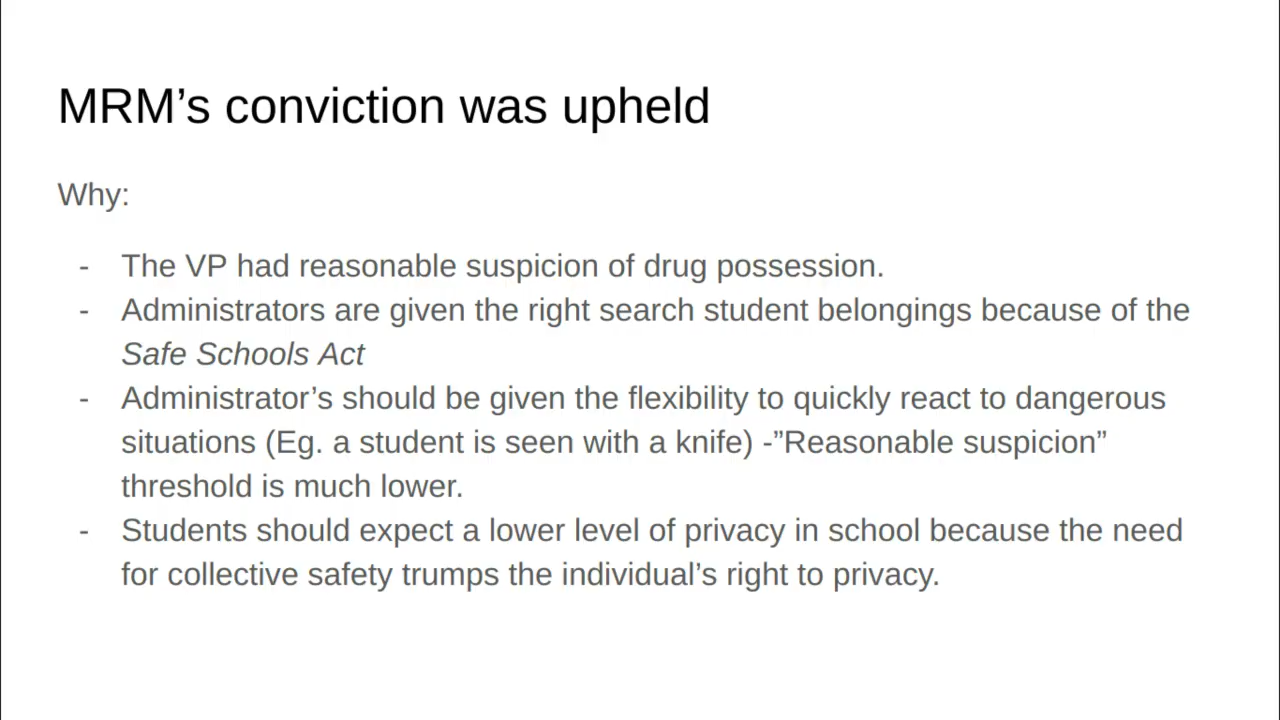 MRM’s conviction was upheld
Why:
- The VP had reasonable suspicion of drug possession.
- Administrators are given the right search student belongings because of the
Safe Schools Act
- Administrator’s should be given the flexibility to quickly react to dangerous
situations (Eg. a student is seen with a knife) -”Reasonable suspicion”
threshold is much lower.
- Students should expect a lower level of privacy in school because the need
for collective safety trumps the individual’s right to privacy.